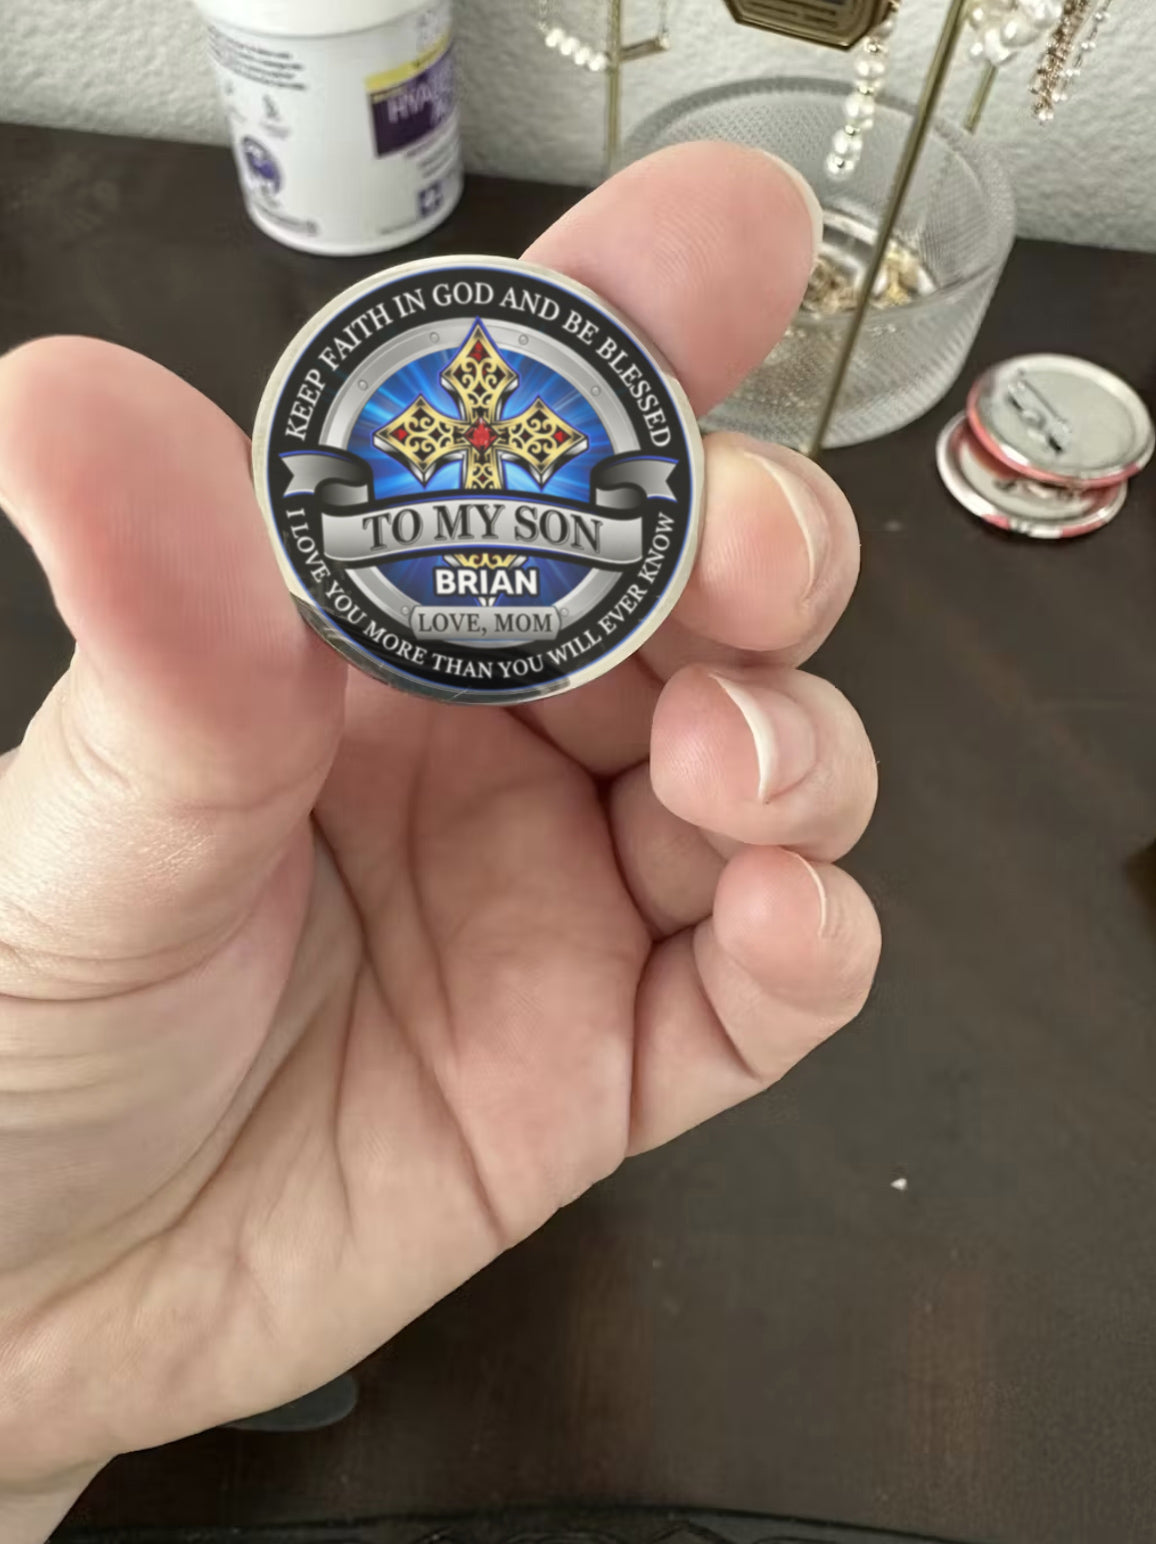 KEEP FAITH IN GOD AND BE BLESSED
TO MY SON
BRIAN
LOVE, MOM
I LOVE YOU MORE THAN YOU WILL EVER KNOW